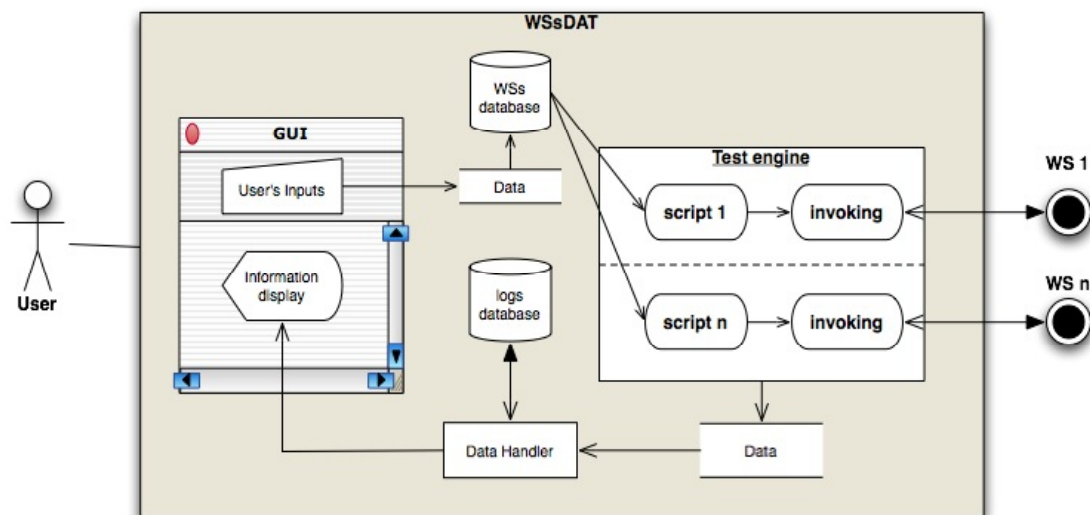 WSsDAT
WSs
database
GUI
User's Inputs
Data
Test engine
WS 1
script 1
invoking
Information
display
logs
database
WS n
script n
invoking
User
Data Handler
Data